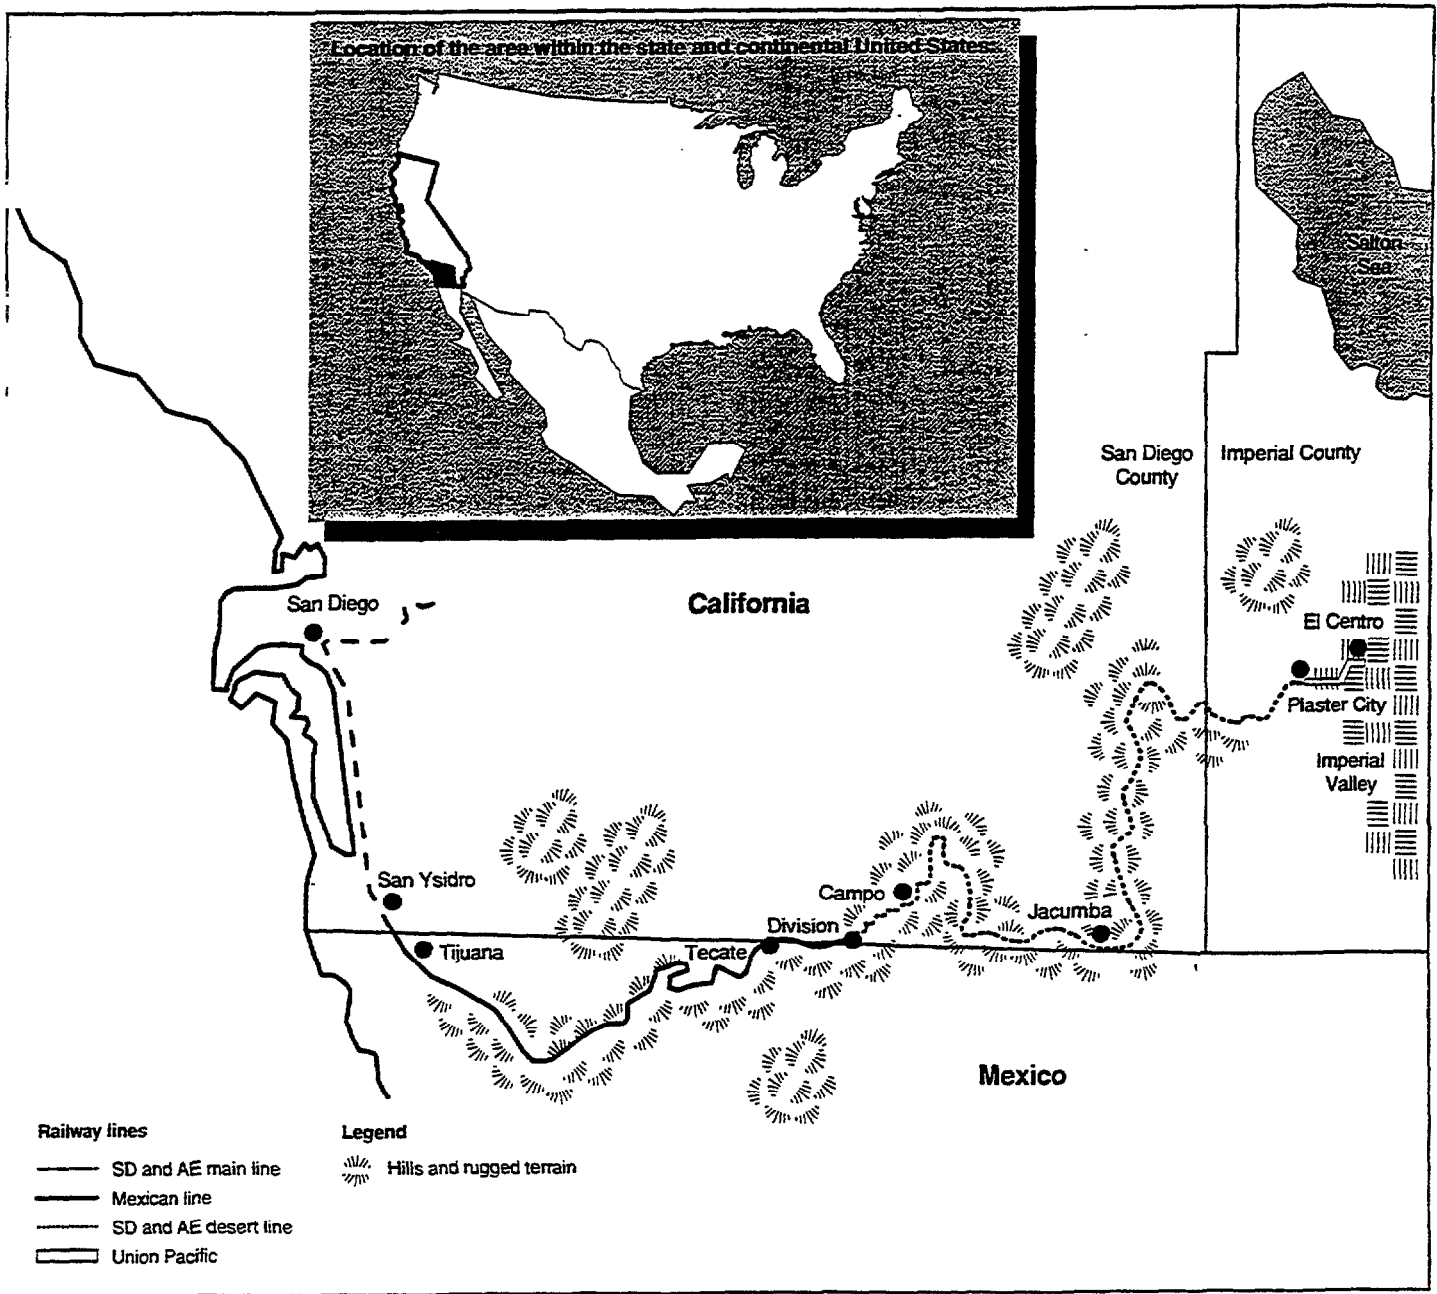 Location of the area within the state and continental United States.
Salton
Sea
San Diego
County
Imperial County
San Diego
California
El Centro
Plaster City
Imperial
Valley
San Ysidro
Campo
Jacumba
Division
Tijuana
Tecate
Mexico
Railway lines
SD and AE main line
Mexican line
SD and AE desert line
Union Pacific
Legend
Hills and rugged terrain